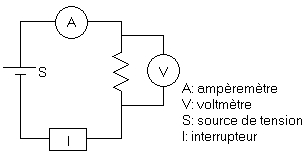 A
S
V
I
A: ampèremètre
V: voltmètre
S: source de tension
I: interrupteur